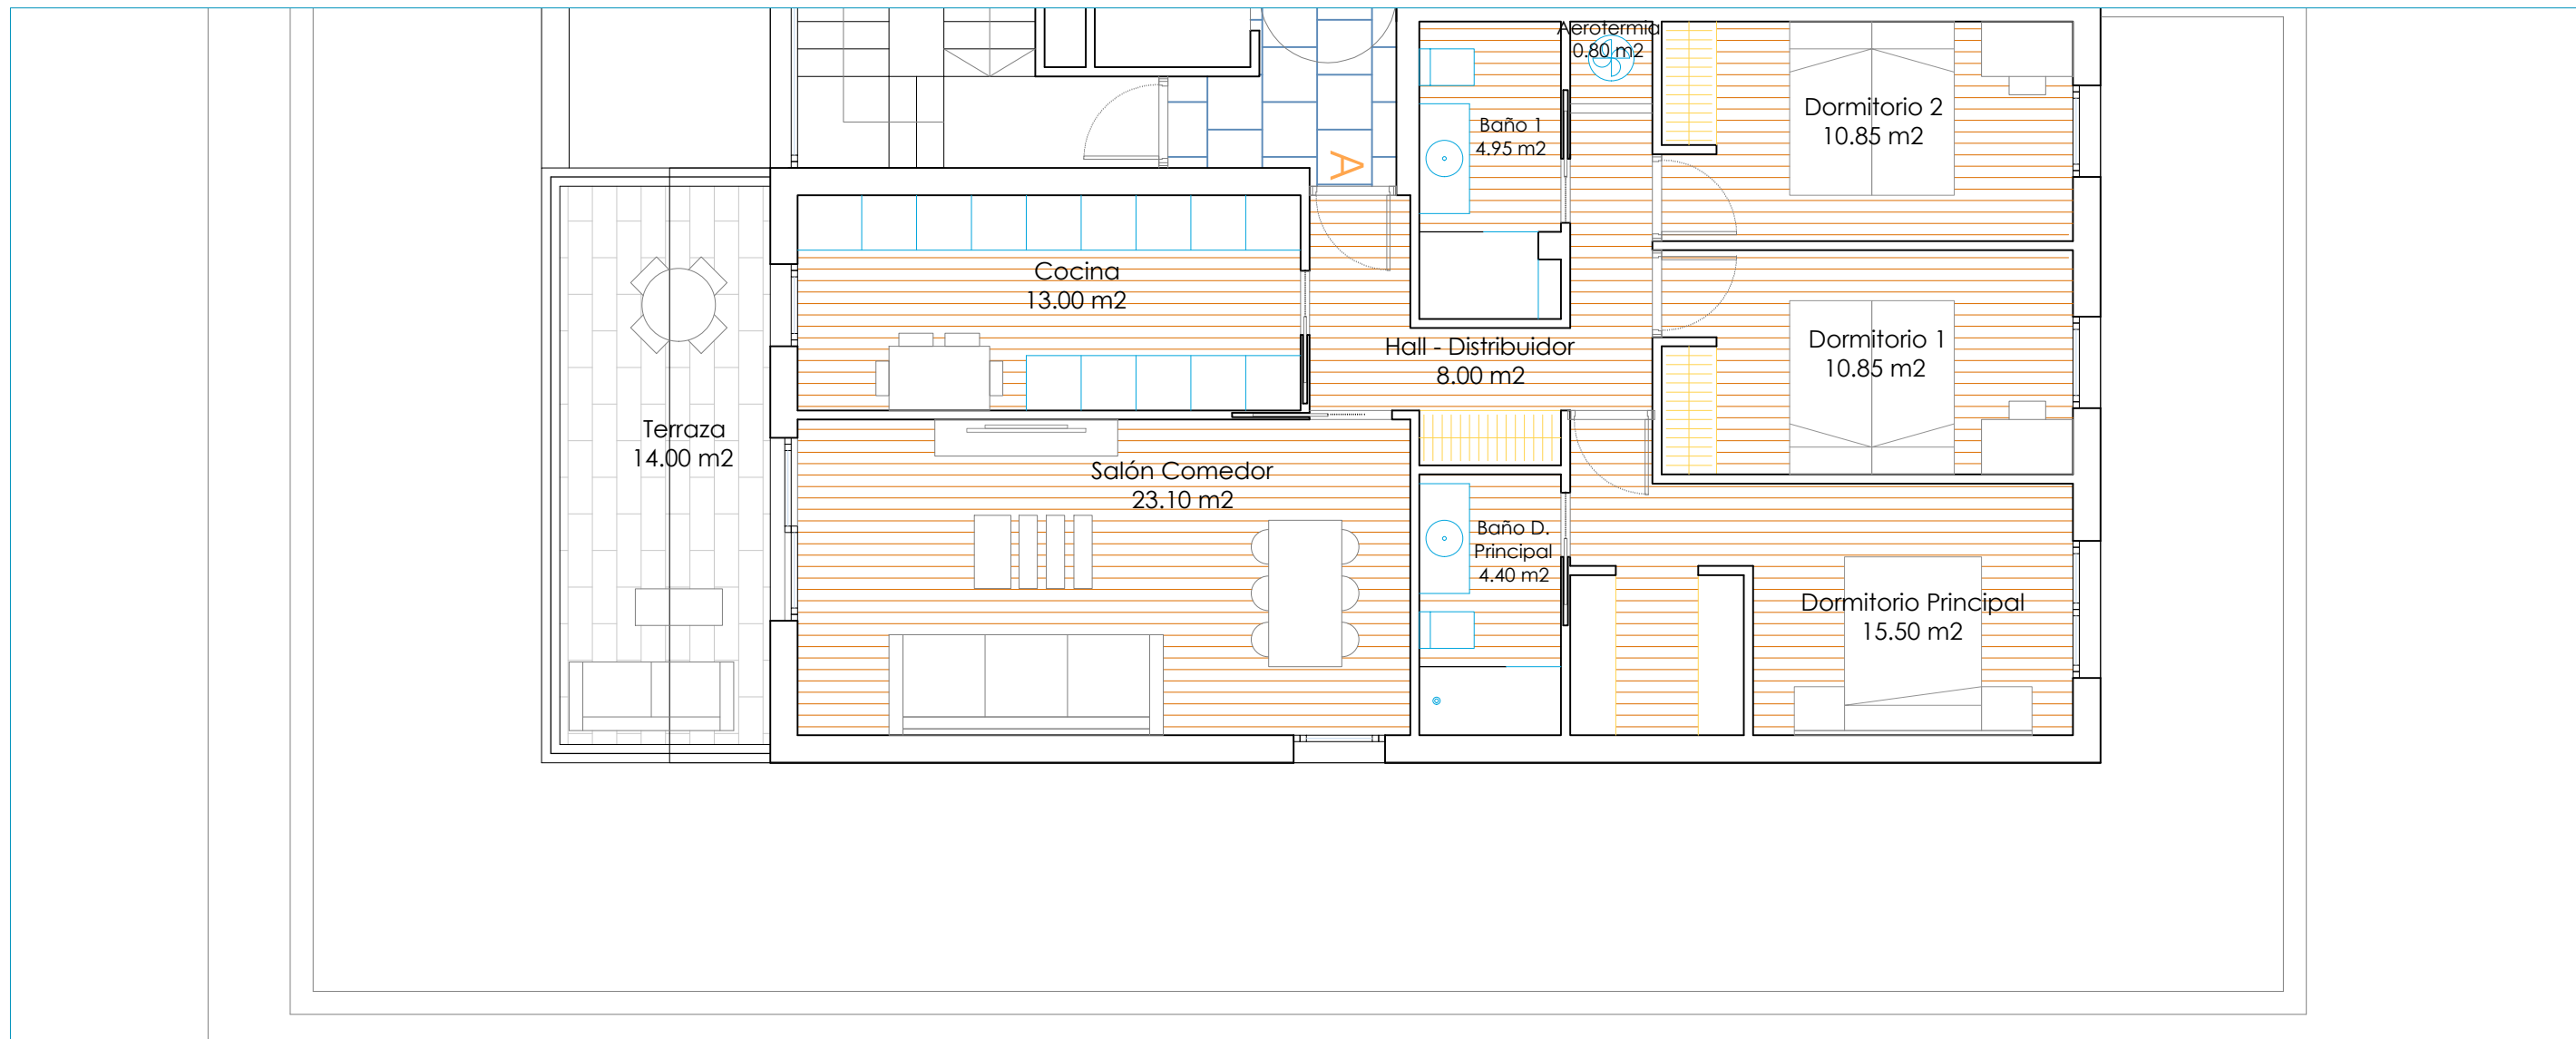 Aerotermia
0.80 m2
Dormitorio 2
10.85 m2
Baño 1
4.95 m2
A
Cocina
13.00 m2
Hall - Distribuidor
8.00 m2
Dormitorio 1
10.85 m2
Terraza
14.00 m2
Salón Comedor
23.10 m2
Baño D.
Principal
4.40 m2
Dormitorio Principal
15.50 m2